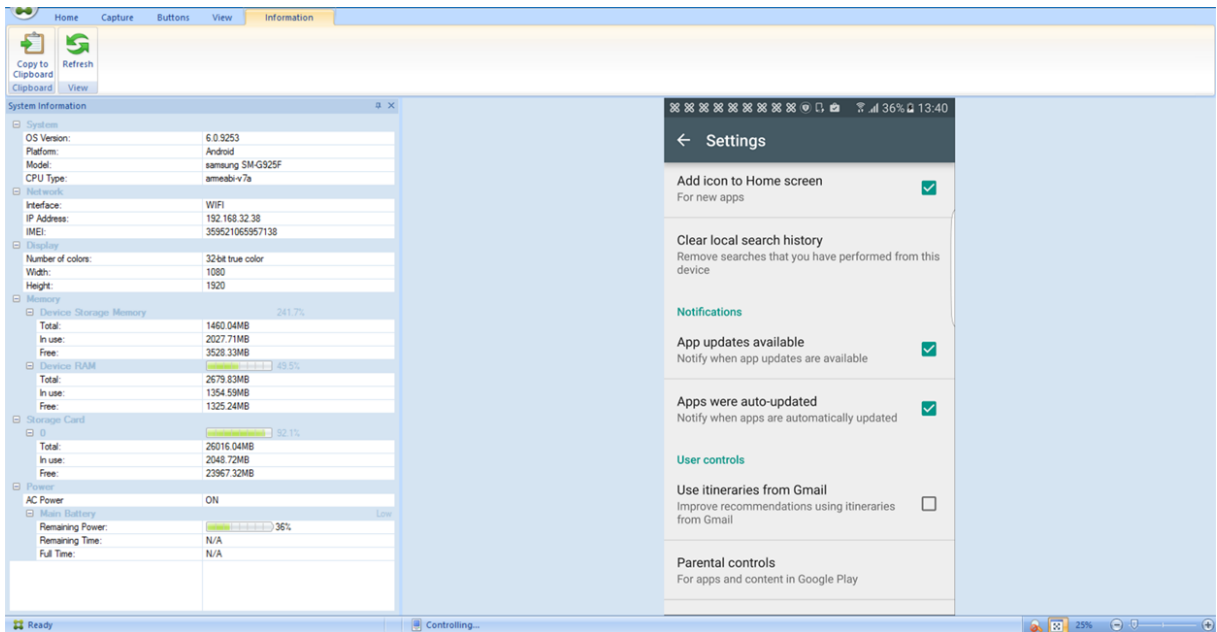 Home Capture Buttons View Information
Copy to Clipboard
Refresh
Clipboard View
System Information
System
OS Version: 6.0.9253
Platform: Android
Model: samsung SM-G925F
CPU Type: armeabi-v7a
Network
Interface: WIFI
IP Address: 192.168.32.38
IMEI: 359521065957138
Display
Number of colors: 32-bit true color
Width: 1080
Height: 1920
Memory
Device Storage Memory 241.7%
Total: 1460.04MB
In use: 2027.71MB
Free: 3528.33MB
Device RAM 49.5%
Total: 2679.83MB
In use: 1354.59MB
Free: 1325.24MB
Storage Card
0 92.1%
Total: 26016.04MB
In use: 2048.72MB
Free: 23967.32MB
Power
AC Power ON
Main Battery Low
Remaining Power: 36%
Remaining Time: N/A
Full Time: N/A
36% 13:40
Settings
Add icon to Home screen
For new apps
Clear local search history
Remove searches that you have performed from this
device
Notifications
App updates available
Notify when app updates are available
Apps were auto-updated
Notify when apps are automatically updated
User controls
Use itineraries from Gmail
Improve recommendations using itineraries
from Gmail
Parental controls
For apps and content in Google Play
Ready Controlling... 25%